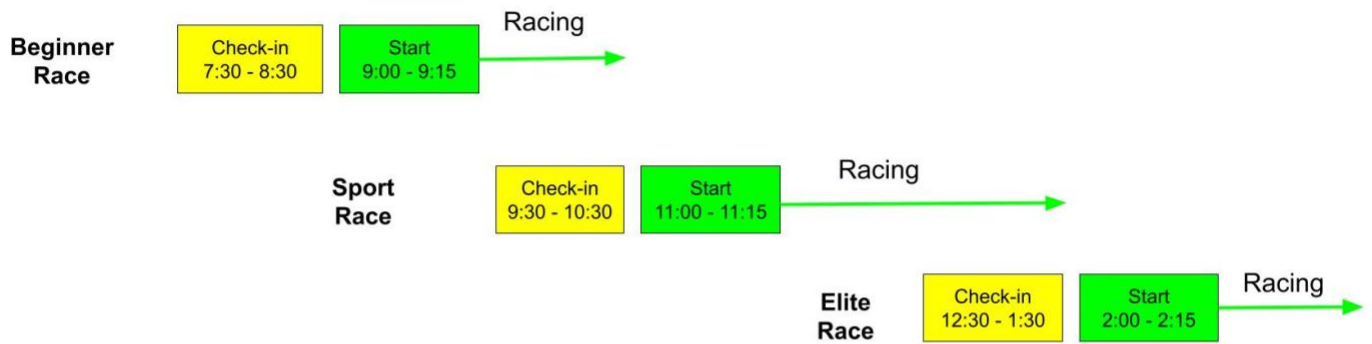 Beginner
Race
Check-in
7:30 - 8:30
Start
9:00 - 9:15
Racing
Sport
Race
Check-in
9:30 - 10:30
Start
11:00 - 11:15
Racing
Elite
Race
Check-in
12:30 - 1:30
Start
2:00 - 2:15
Racing